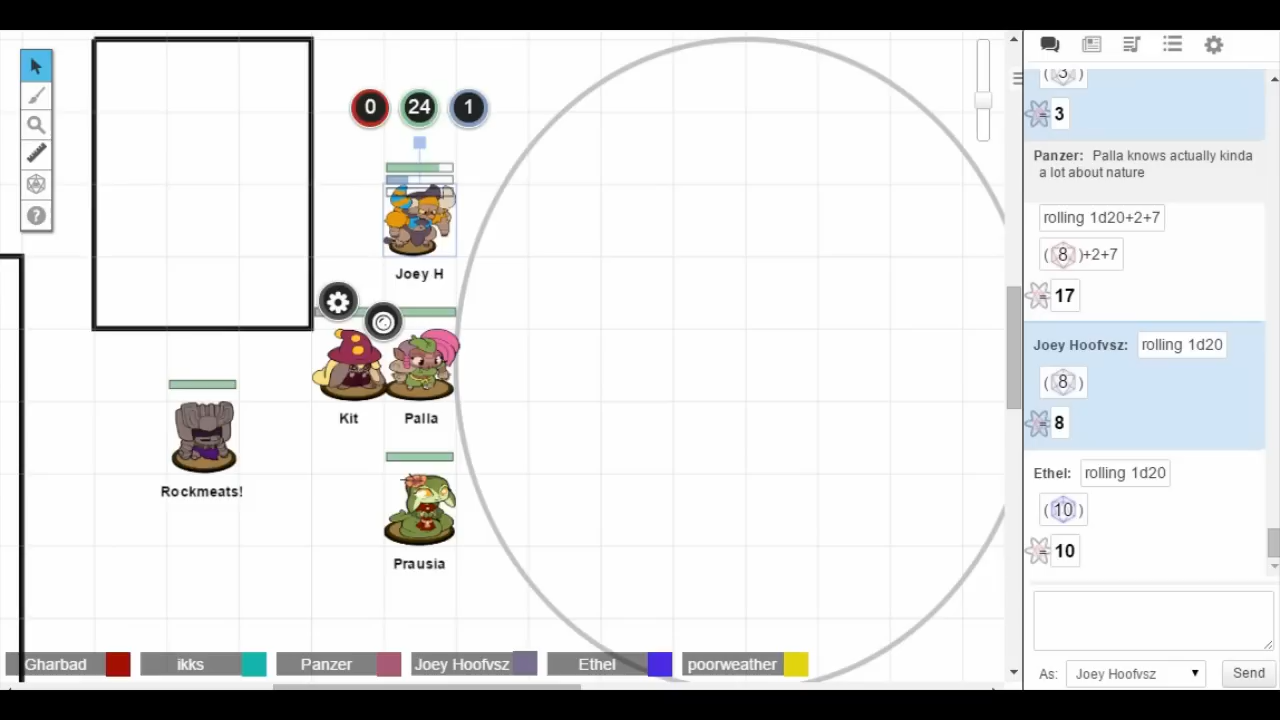 0 24 1
Joey H
Kit
Palla
Rockmeats!
Prausia
Gharbad
ikks
Panzer
Joey Hoofvsz
Ethel
poorweather
(3)
= 3
Panzer: Palla knows actually kinda
a lot about nature
rolling 1d20+2+7
(8)+2+7
= 17
Joey Hoofvsz: rolling 1d20
(8)
= 8
Ethel: rolling 1d20
(10)
= 10
As: Joey Hoofvsz
Send